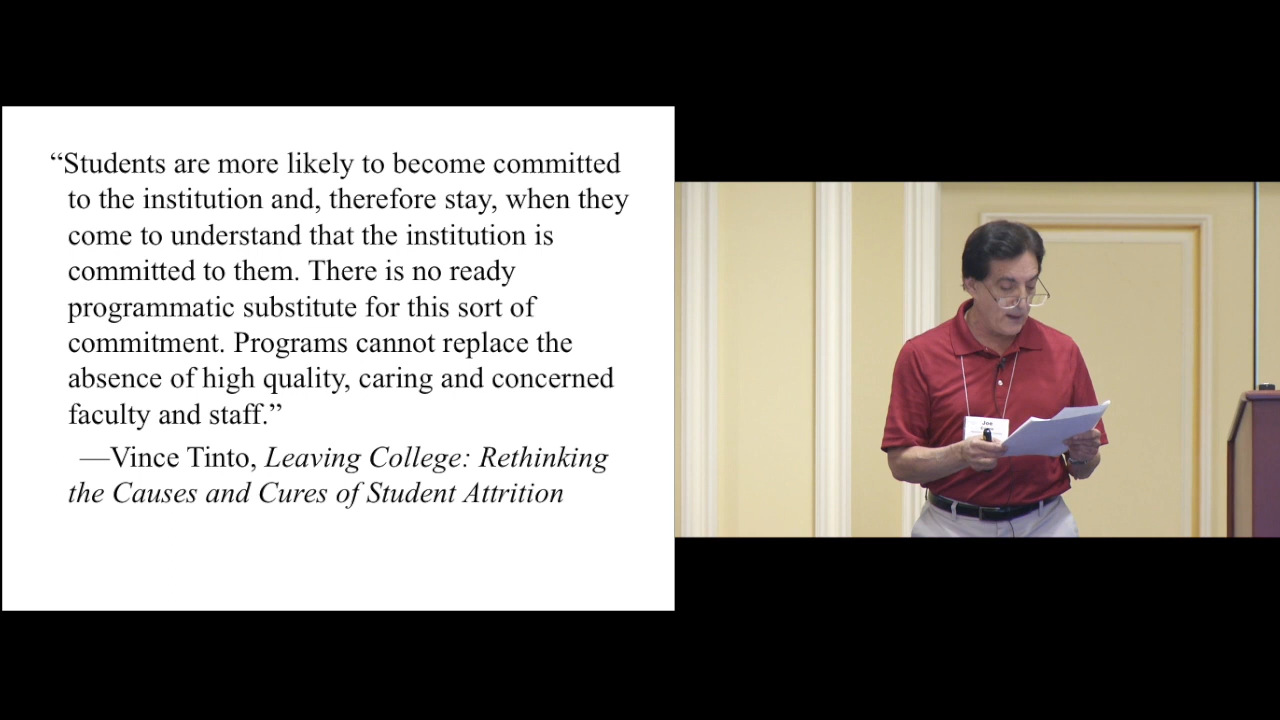 “Students are more likely to become committed
to the institution and, therefore stay, when they
come to understand that the institution is
committed to them. There is no ready
programmatic substitute for this sort of
commitment. Programs cannot replace the
absence of high quality, caring and concerned
faculty and staff.”
—Vince Tinto, Leaving College: Rethinking
the Causes and Cures of Student Attrition
Joe